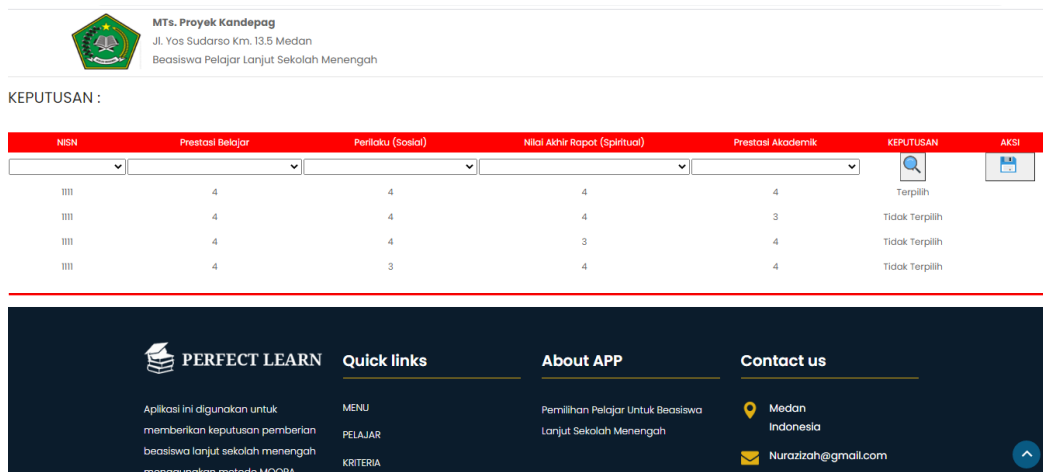 MTs. Proyek Kandepag
Jl. Yos Sudarso Km. 13.5 Medan
Beasiswa Pelajar Lanjut Sekolah Menengah
KEPUTUSAN :
NISN Prestasi Belajar Perilaku (Sosial) Nilai Akhir Rapot (Spiritual) Prestasi Akademik KEPUTUSAN AKSI
1111 4 4 4 4 Terpilih
1111 4 4 4 3 Tidak Terpilih
1111 4 4 3 4 Tidak Terpilih
1111 4 3 4 4 Tidak Terpilih
PERFECT LEARN
Aplikasi ini digunakan untuk
memberikan keputusan pemberian
beasiswa lanjut sekolah menengah
menggunakan metode MOORA
Quick links
MENU
PELAJAR
KRITERIA
About APP
Pemilihan Pelajar Untuk Beasiswa
Lanjut Sekolah Menengah
Contact us
Medan
Indonesia
Nurazizah@gmail.com